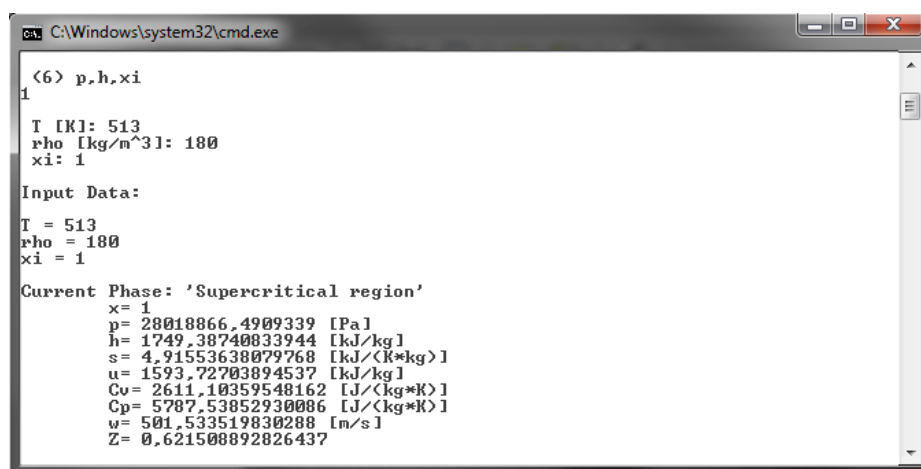 C:\Windows\system32\cmd.exe
(6) p,h,xi
1
T [K]: 513
rho [kg/m^3]: 180
xi: 1
Input Data:
T = 513
rho = 180
xi = 1
Current Phase: 'Supercritical region'
x= 1
p= 28018866,4909339 [Pa]
h= 1749,38740833944 [kJ/kg]
s= 4,91553638079768 [kJ/(K*kg)]
u= 1593,72703894537 [kJ/kg]
Cv= 2611,10359548162 [J/(kg*K)]
Cp= 5787,53852930086 [J/(kg*K)]
w= 501,533519830288 [m/s]
Z= 0,621508892826437